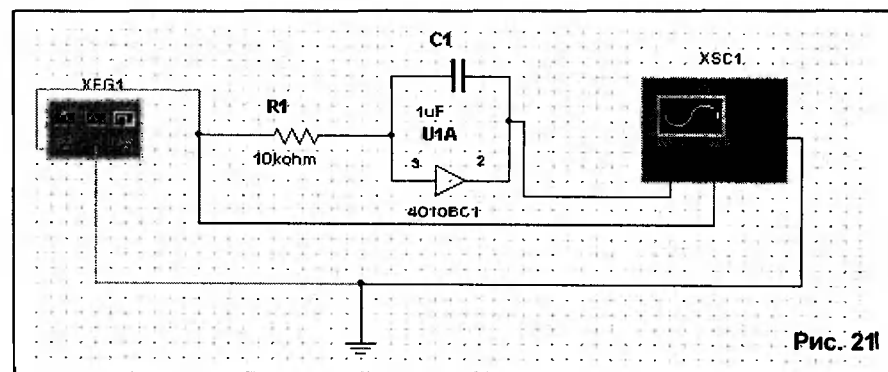 C1
XSC1
XFG1
R1
1uF
U1A
10kohm
3
2
4010BC1
Рис. 21